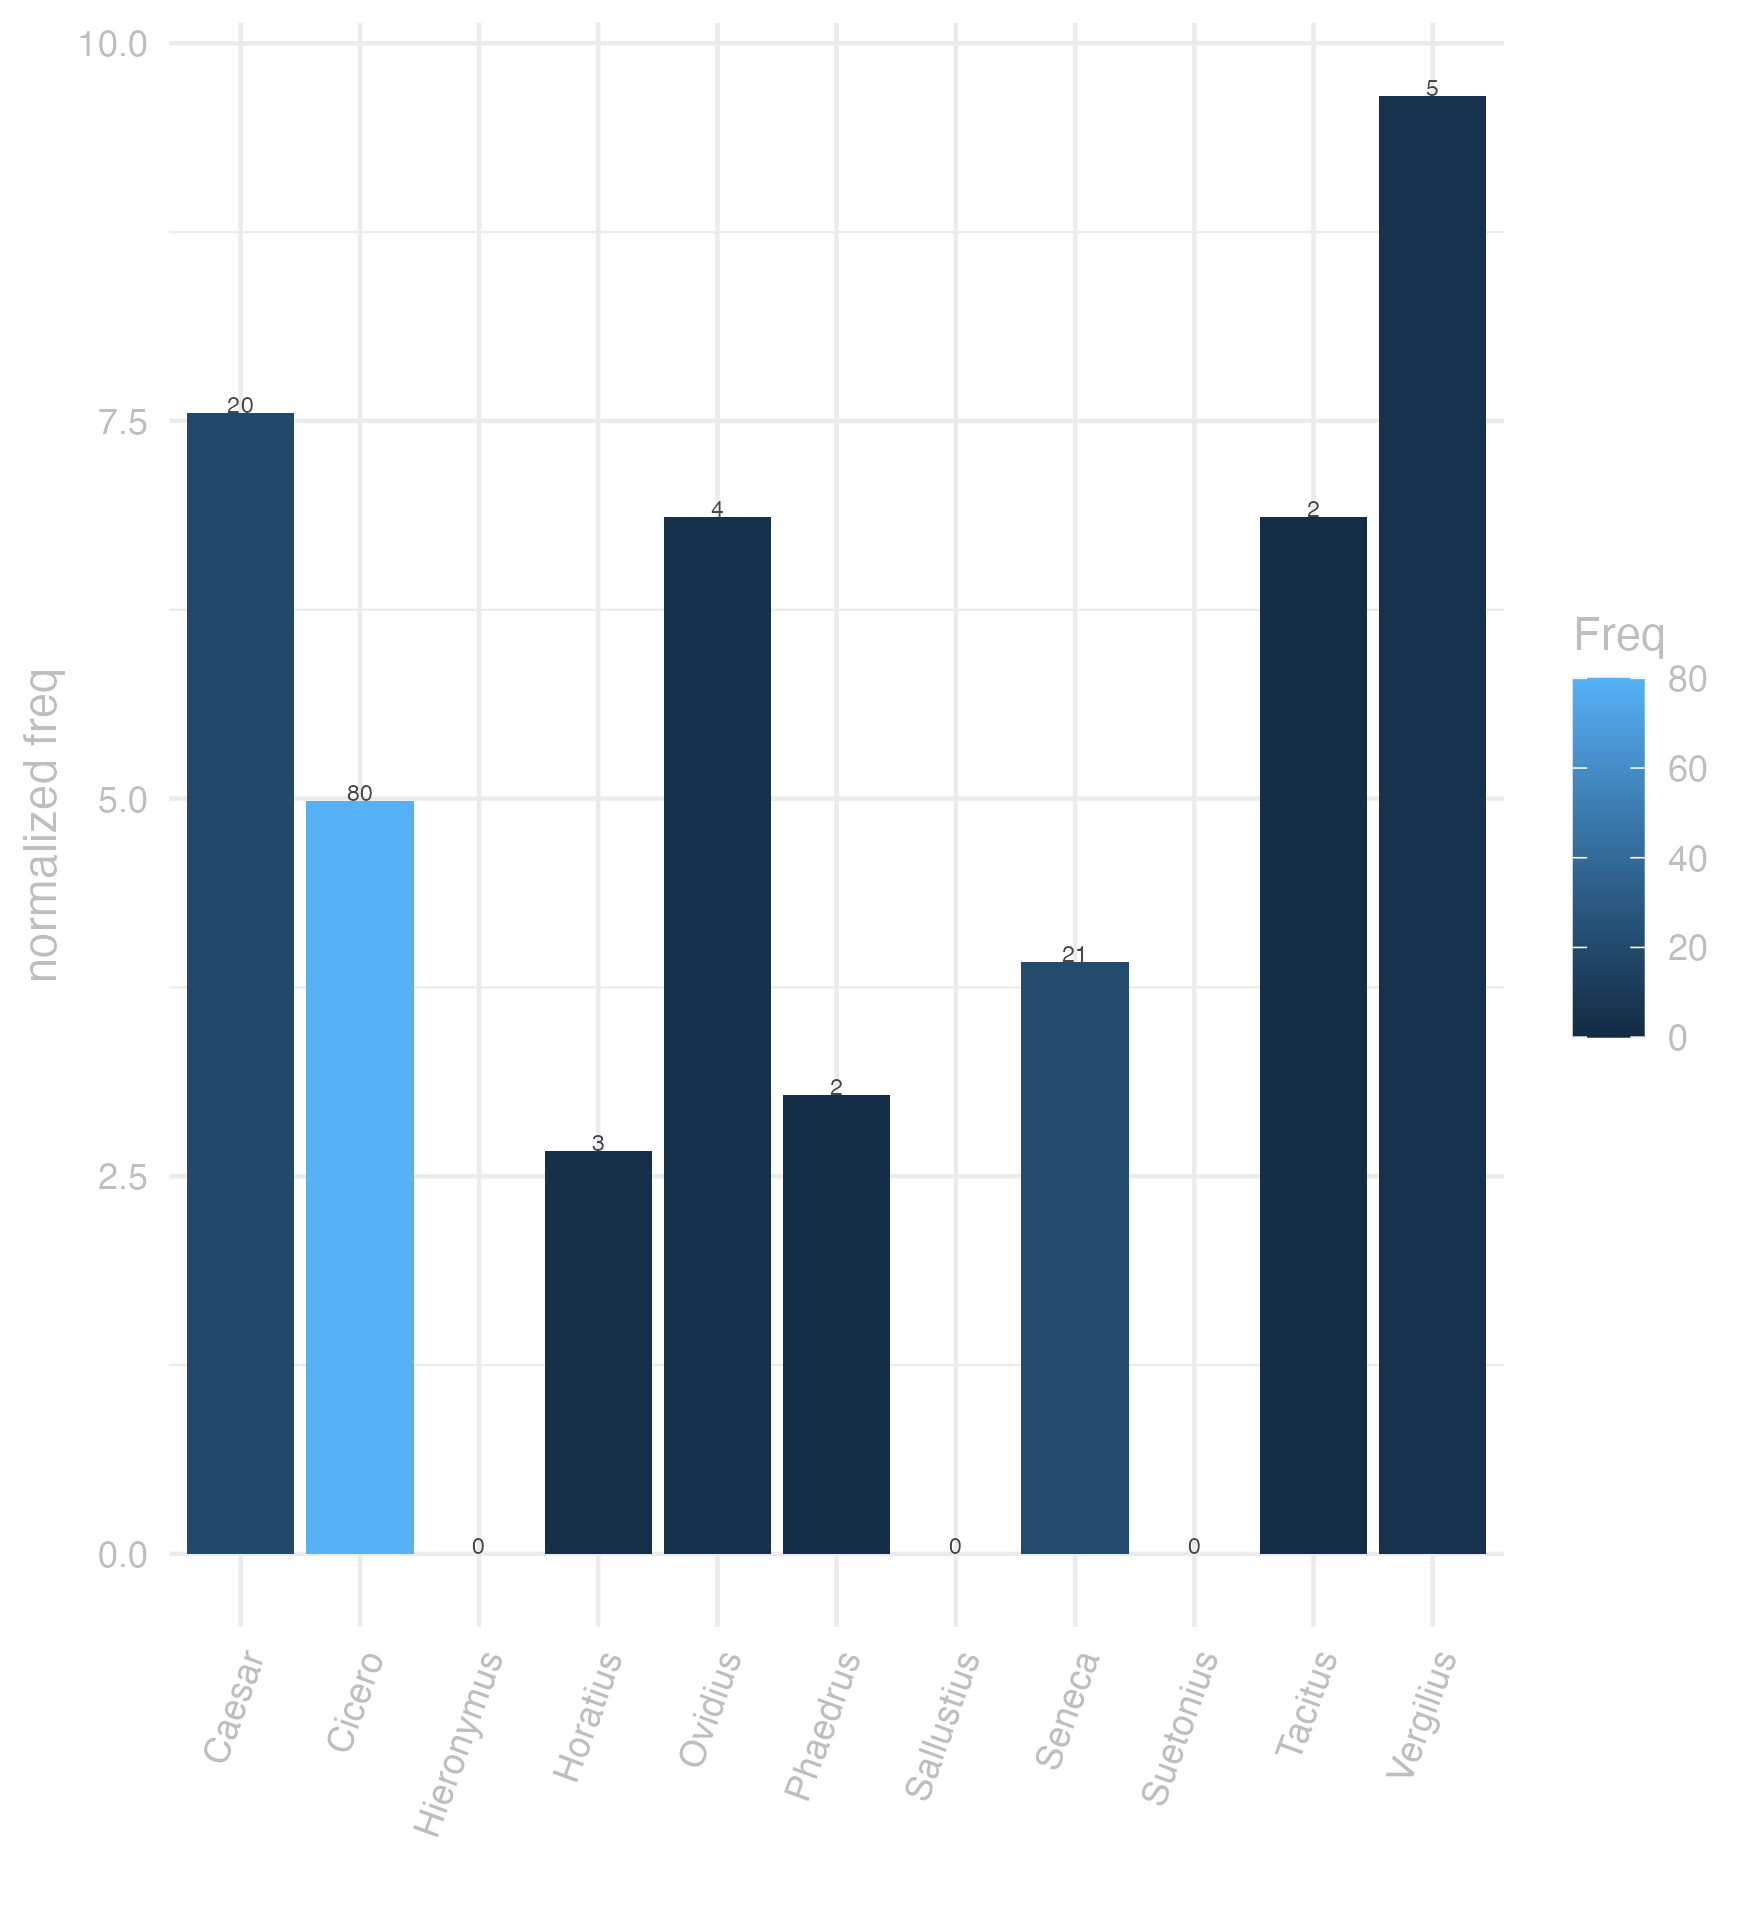 10.0
7.5
5.0
2.5
0.0
normalized freq
20
80
0
3
4
2
0
21
0
2
5
Caesar
Cicero
Hieronymus
Horatius
Ovidius
Phaedrus
Sallustius
Seneca
Suetonius
Tacitus
Vergilius
Freq
80
60
40
20
0